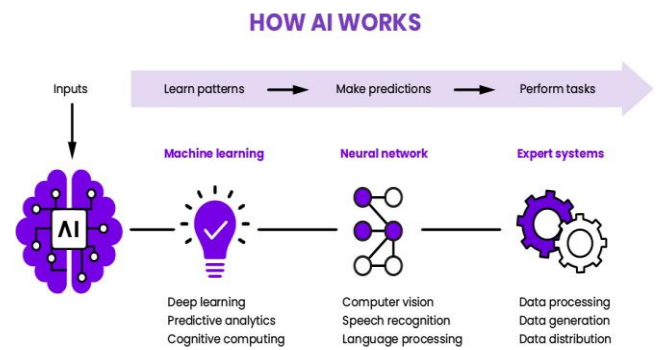 HOW AI WORKS
Inputs
Learn patterns
Make predictions
Perform tasks
Machine learning
Neural network
Expert systems
AI
Deep learning
Predictive analytics
Cognitive computing
Computer vision
Speech recognition
Language processing
Data processing
Data generation
Data distribution